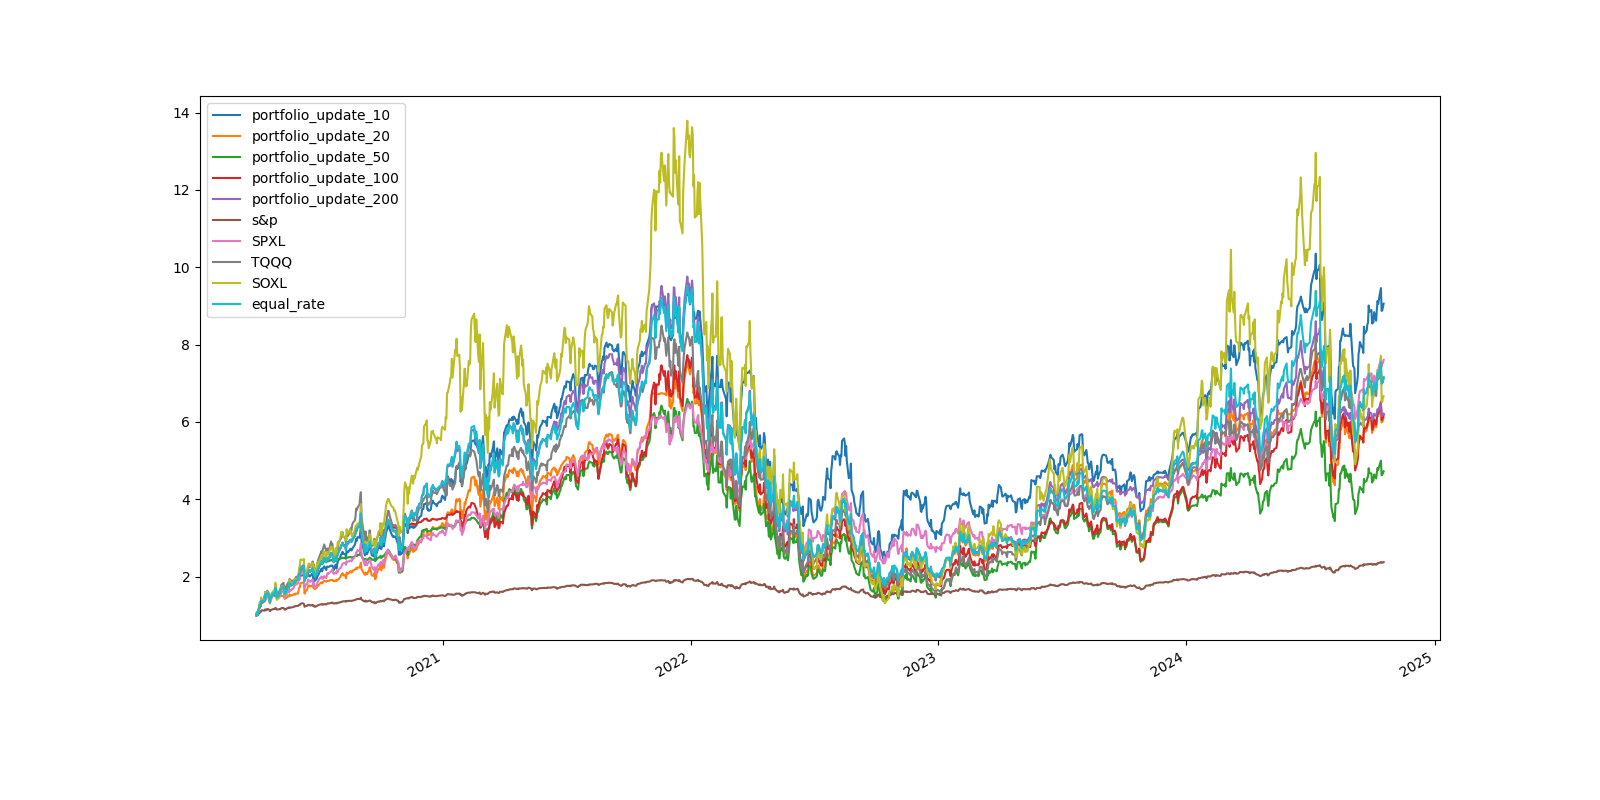 14
12
10
8
6
4
2
portfolio_update_10
portfolio_update_20
portfolio_update_50
portfolio_update_100
portfolio_update_200
s&p
SPXL
TQQQ
SOXL
equal_rate
2021
2022
2023
2024
2025